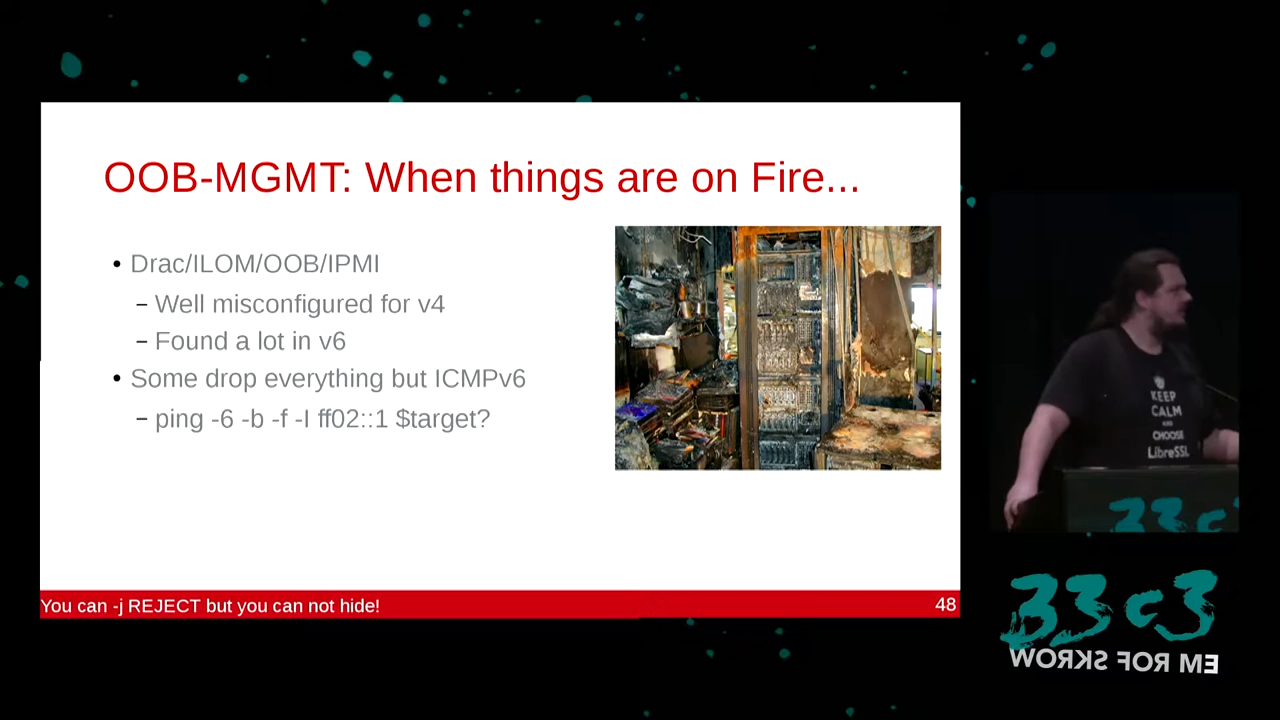 OOB-MGMT: When things are on Fire...
• Drac/ILOM/OOB/IPMI
– Well misconfigured for v4
– Found a lot in v6
• Some drop everything but ICMPv6
– ping -6 -b -f -I ff02::1 $target?
You can -j REJECT but you can not hide!
48
KEEP
CALM
AND
CHOOSE
LibreSSL
33c3
33c3
WORKS FOR ME